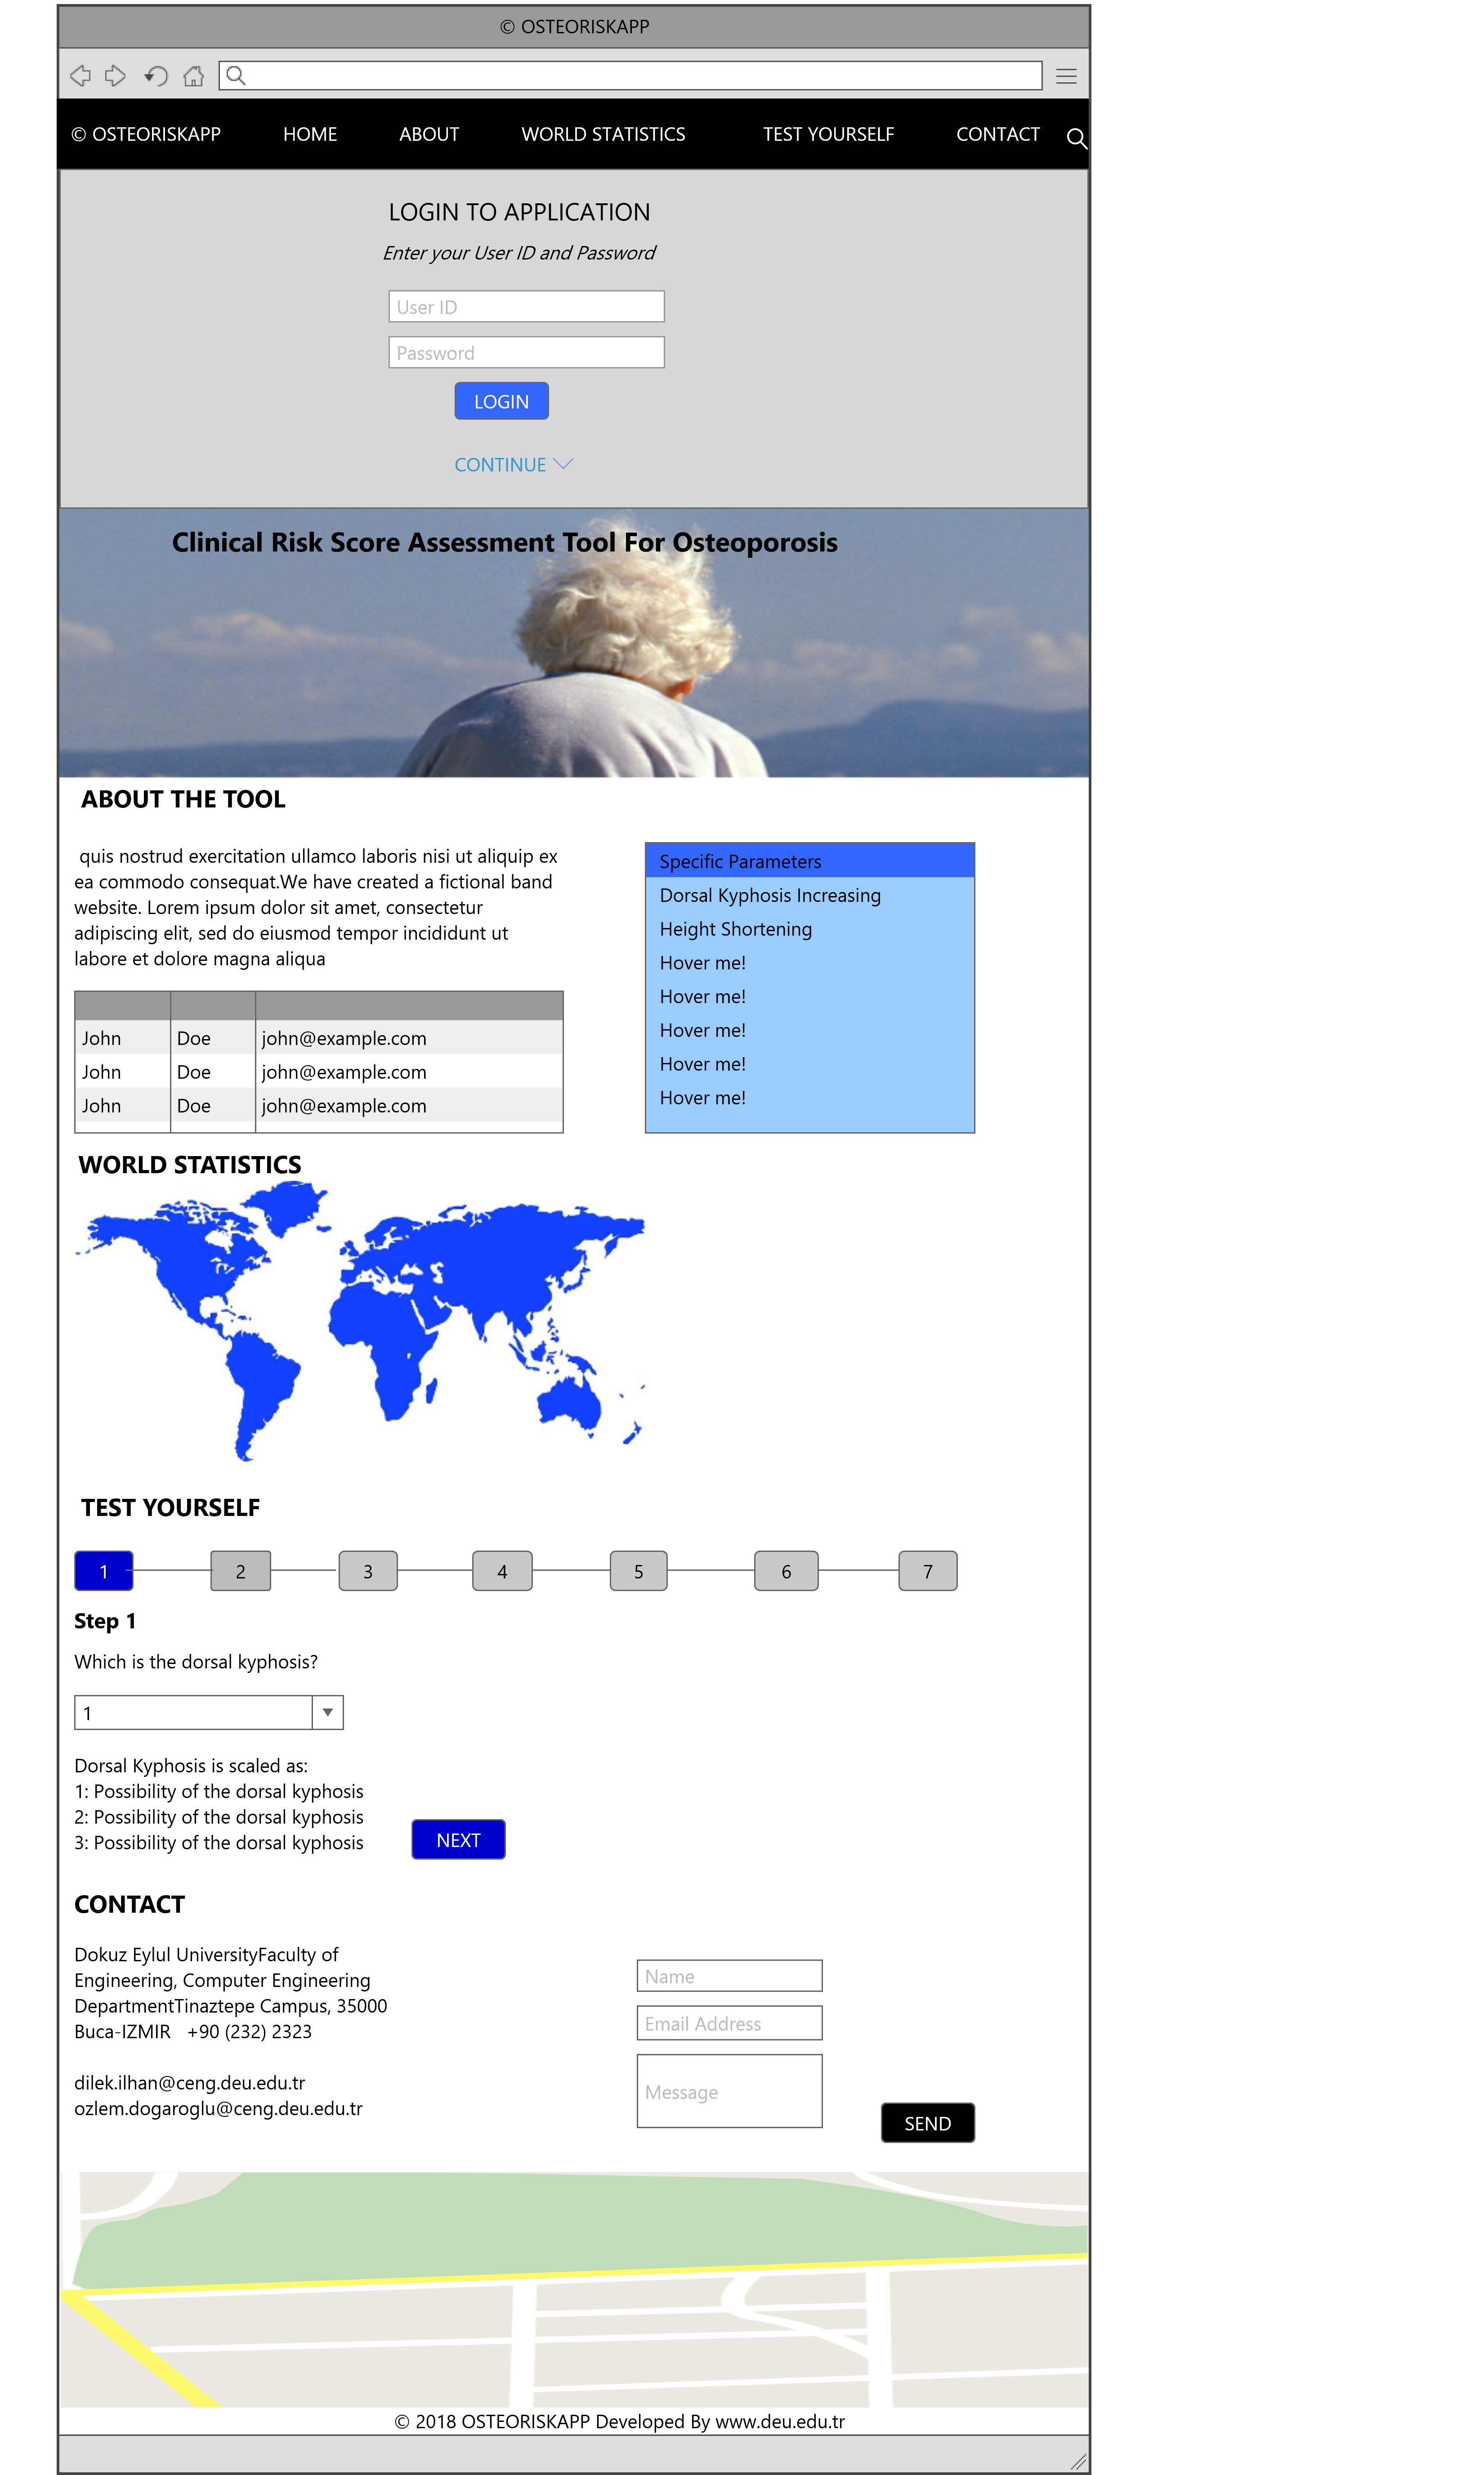 © OSTEORISKAPP
© OSTEORISKAPP HOME ABOUT WORLD STATISTICS TEST YOURSELF CONTACT
LOGIN TO APPLICATION
Enter your User ID and Password
User ID
Password
LOGIN
CONTINUE
Clinical Risk Score Assessment Tool For Osteoporosis
ABOUT THE TOOL
quis nostrud exercitation ullamco laboris nisi ut aliquip ex
ea commodo consequat.We have created a fictional band
website. Lorem ipsum dolor sit amet, consectetur
adipiscing elit, sed do eiusmod tempor incididunt ut
labore et dolore magna aliqua
John Doe john@example.com
John Doe john@example.com
John Doe john@example.com
Specific Parameters
Dorsal Kyphosis Increasing
Height Shortening
Hover me!
Hover me!
Hover me!
Hover me!
Hover me!
WORLD STATISTICS
TEST YOURSELF
1 2 3 4 5 6 7
Step 1
Which is the dorsal kyphosis?
1
Dorsal Kyphosis is scaled as:
1: Possibility of the dorsal kyphosis
2: Possibility of the dorsal kyphosis
3: Possibility of the dorsal kyphosis
NEXT
CONTACT
Dokuz Eylul UniversityFaculty of
Engineering, Computer Engineering
DepartmentTinaztepe Campus, 35000
Buca-IZMIR +90 (232) 2323
dilek.ilhan@ceng.deu.edu.tr
ozlem.dogaroglu@ceng.deu.edu.tr
Name
Email Address
Message
SEND
© 2018 OSTEORISKAPP Developed By www.deu.edu.tr